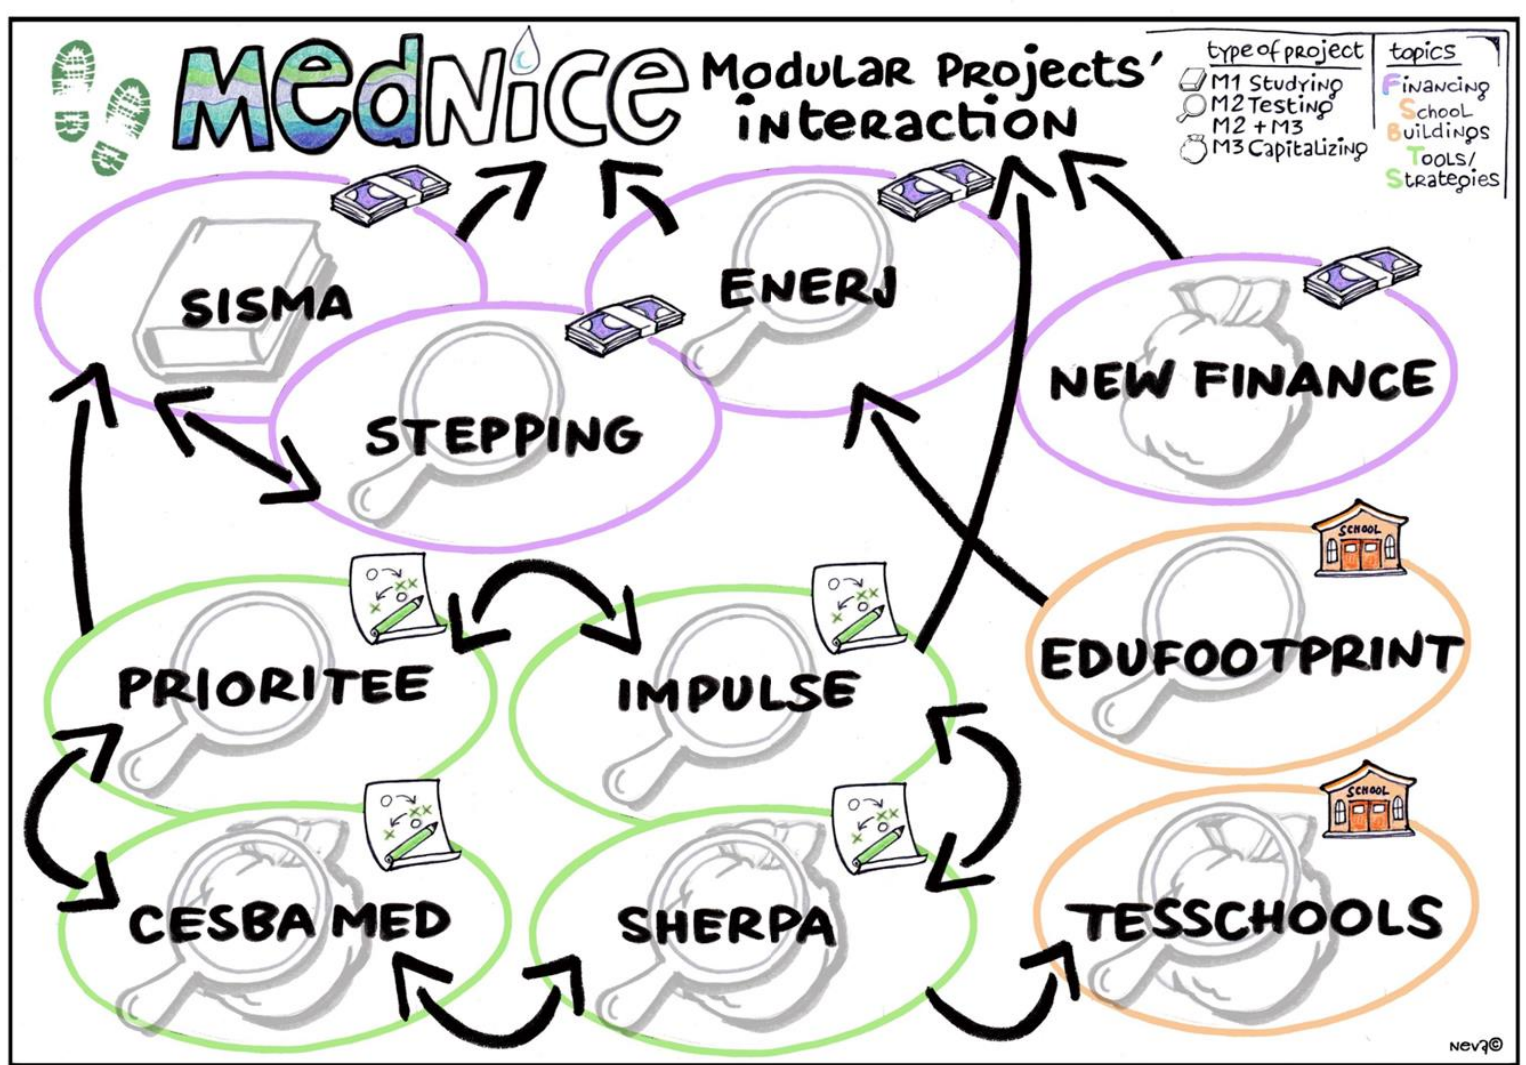 MEDNICE
Modular Projects'
interaction
type of project
M1 Studying
M2 Testing
M2 + M3
M3 Capitalizing
topics
Financing
School
Buildings
Tools/
Strategies
SISMA
ENERJ
STEPPING
NEW FINANCE
SCHOOL
PRIORITEE
IMPULSE
EDUFOOTPRINT
SCHOOL
CESBA MED
SHERPA
TESSCHOOLS
Neva©